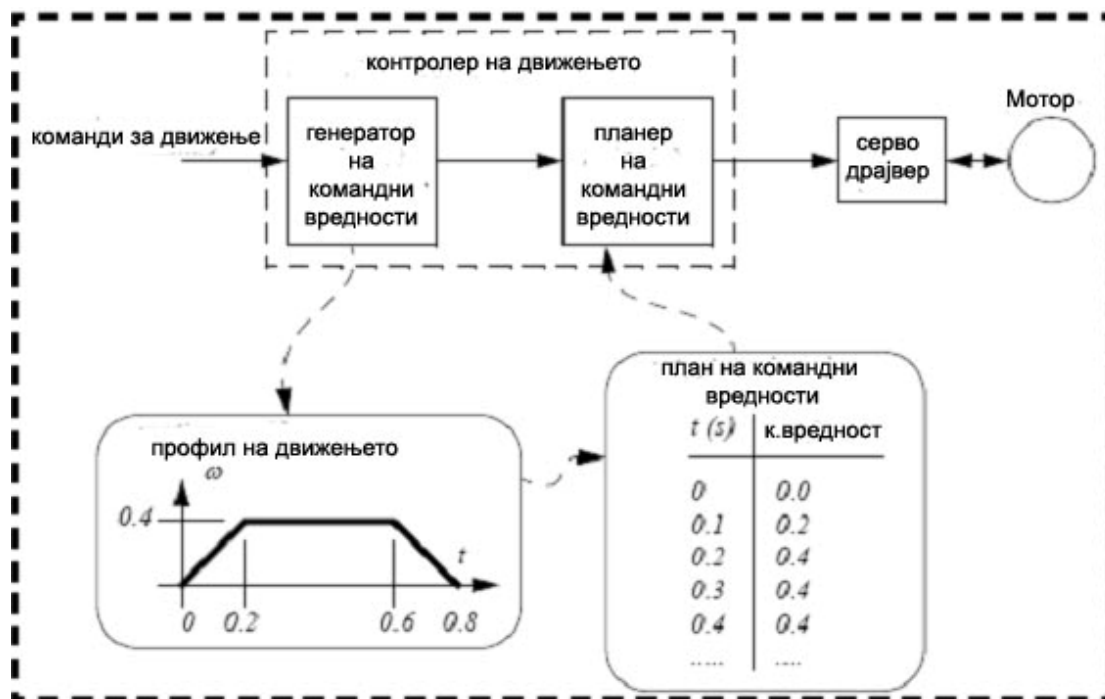 контролер на движењето
команди за движење
генератор
на
командни
вредности
планер
на
командни
вредности
серво
драјвер
Мотор
профил на движењето
ω
0.4
t
0 0.2 0.6 0.8
план на командни
вредности
t (s) к.вредност
0 0.0
0.1 0.2
0.2 0.4
0.3 0.4
0.4 0.4
..... .....